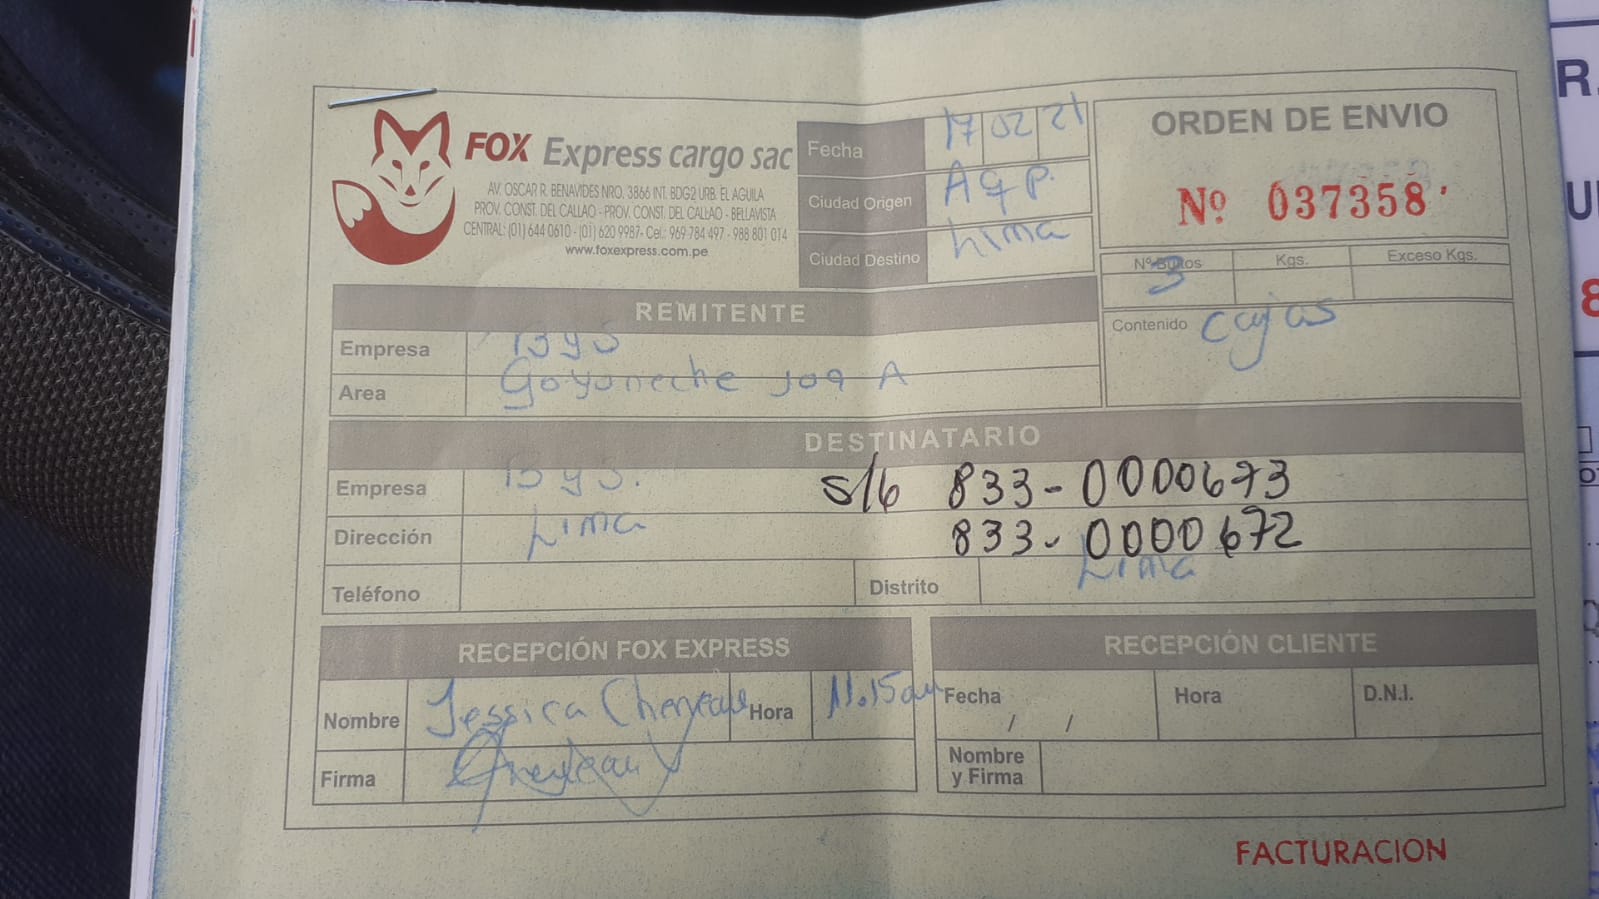 FOX Express cargo sac
AV. OSCAR R. BENAVIDES NRO. 3866 INT. BDG2 URB. EL AGUILA
PROV. CONST. DEL CALLAO - PROV. CONST. DEL CALLAO - BELLAVISTA
CENTRAL: (01) 644 0610 - (01) 620 9987- Cel.: 969 784 497 - 988 801 014
www.foxexpress.com.pe
Fecha 17 02 21
Ciudad Origen AQP.
Ciudad Destino Lima
ORDEN DE ENVIO
Nº 037358
Nº Bultos Kgs. Exceso Kgs.
3
Contenido cajas
REMITENTE
Empresa B y S
Area Goyoneche 109 A
DESTINATARIO
Empresa B y S. S/6 833-0000673
Dirección Lima 833-0000672
Teléfono Distrito Lima
RECEPCIÓN FOX EXPRESS
Nombre Jessica Hora 11.15am
Firma
RECEPCIÓN CLIENTE
Fecha / / Hora D.N.I.
Nombre
y Firma
FACTURACION
R.
8